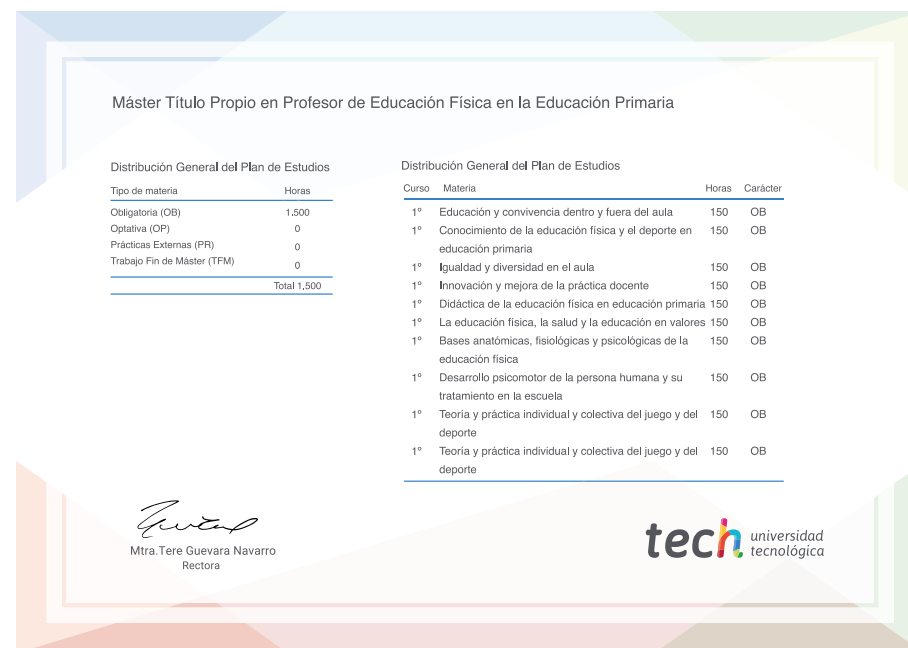 Máster Título Propio en Profesor de Educación Física en la Educación Primaria
Distribución General del Plan de Estudios
Tipo de materia Horas
Obligatoria (OB) 1.500
Optativa (OP) 0
Prácticas Externas (PR) 0
Trabajo Fin de Máster (TFM) 0
Total 1,500
Distribución General del Plan de Estudios
Curso Materia Horas Carácter
1º Educación y convivencia dentro y fuera del aula 150 OB
1º Conocimiento de la educación física y el deporte en 150 OB
educación primaria
1º Igualdad y diversidad en el aula 150 OB
1º Innovación y mejora de la práctica docente 150 OB
1º Didáctica de la educación física en educación primaria 150 OB
1º La educación física, la salud y la educación en valores 150 OB
1º Bases anatómicas, fisiológicas y psicológicas de la 150 OB
educación física
1º Desarrollo psicomotor de la persona humana y su 150 OB
tratamiento en la escuela
1º Teoría y práctica individual y colectiva del juego y del 150 OB
deporte
1º Teoría y práctica individual y colectiva del juego y del 150 OB
deporte
Mtra.Tere Guevara Navarro
Rectora
tech universidad
tecnológica